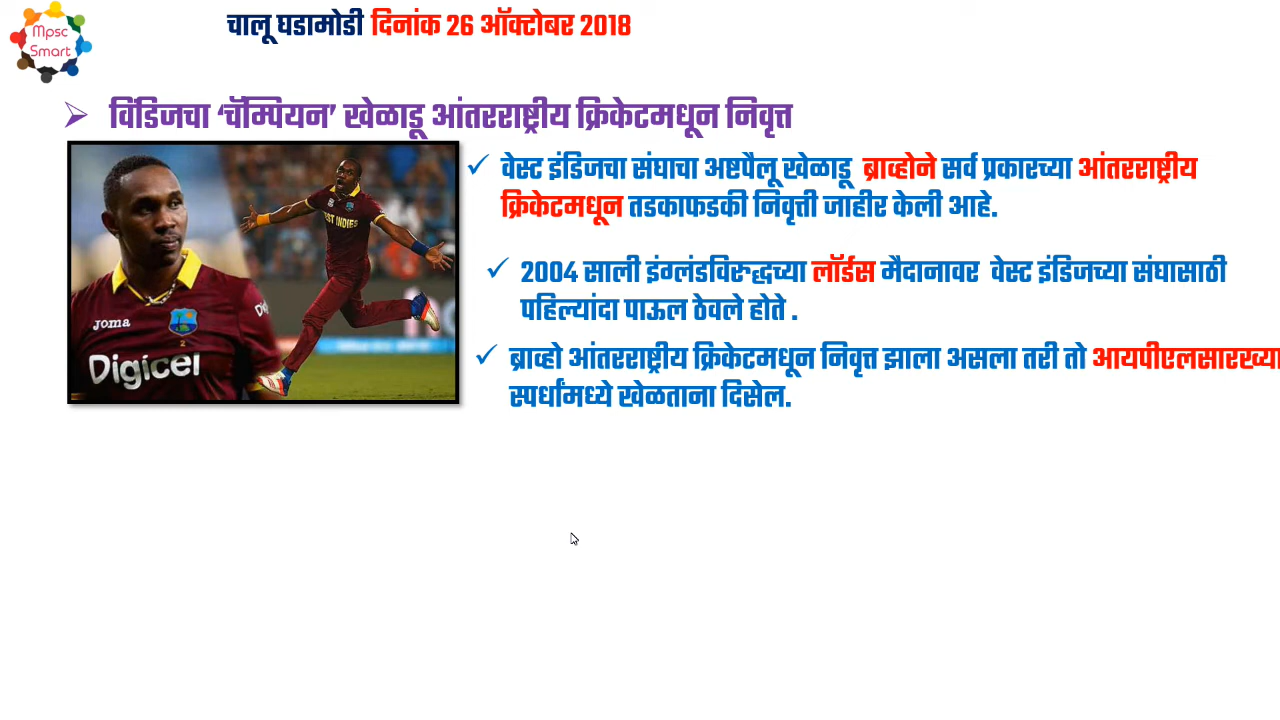 Mpsc
Smart
चालू घडामोडी दिनांक 26 ऑक्टोबर 2018
विंडिजचा ‘चॅम्पियन’ खेळाडू आंतरराष्ट्रीय क्रिकेटमधून निवृत्त
वेस्ट इंडिजचा संघाचा अष्टपैलू खेळाडू ब्राव्होने सर्व प्रकारच्या आंतरराष्ट्रीय
क्रिकेटमधून तडकाफडकी निवृत्ती जाहीर केली आहे.
2004 साली इंग्लंडविरुद्धच्या लॉर्डस मैदानावर वेस्ट इंडिजच्या संघासाठी
पहिल्यांदा पाऊल ठेवले होते .
ब्राव्हो आंतरराष्ट्रीय क्रिकेटमधून निवृत्त झाला असला तरी तो आयपीएलसारख्या
स्पर्धांमध्ये खेळताना दिसेल.
WEST INDIES
Joma
Digicel